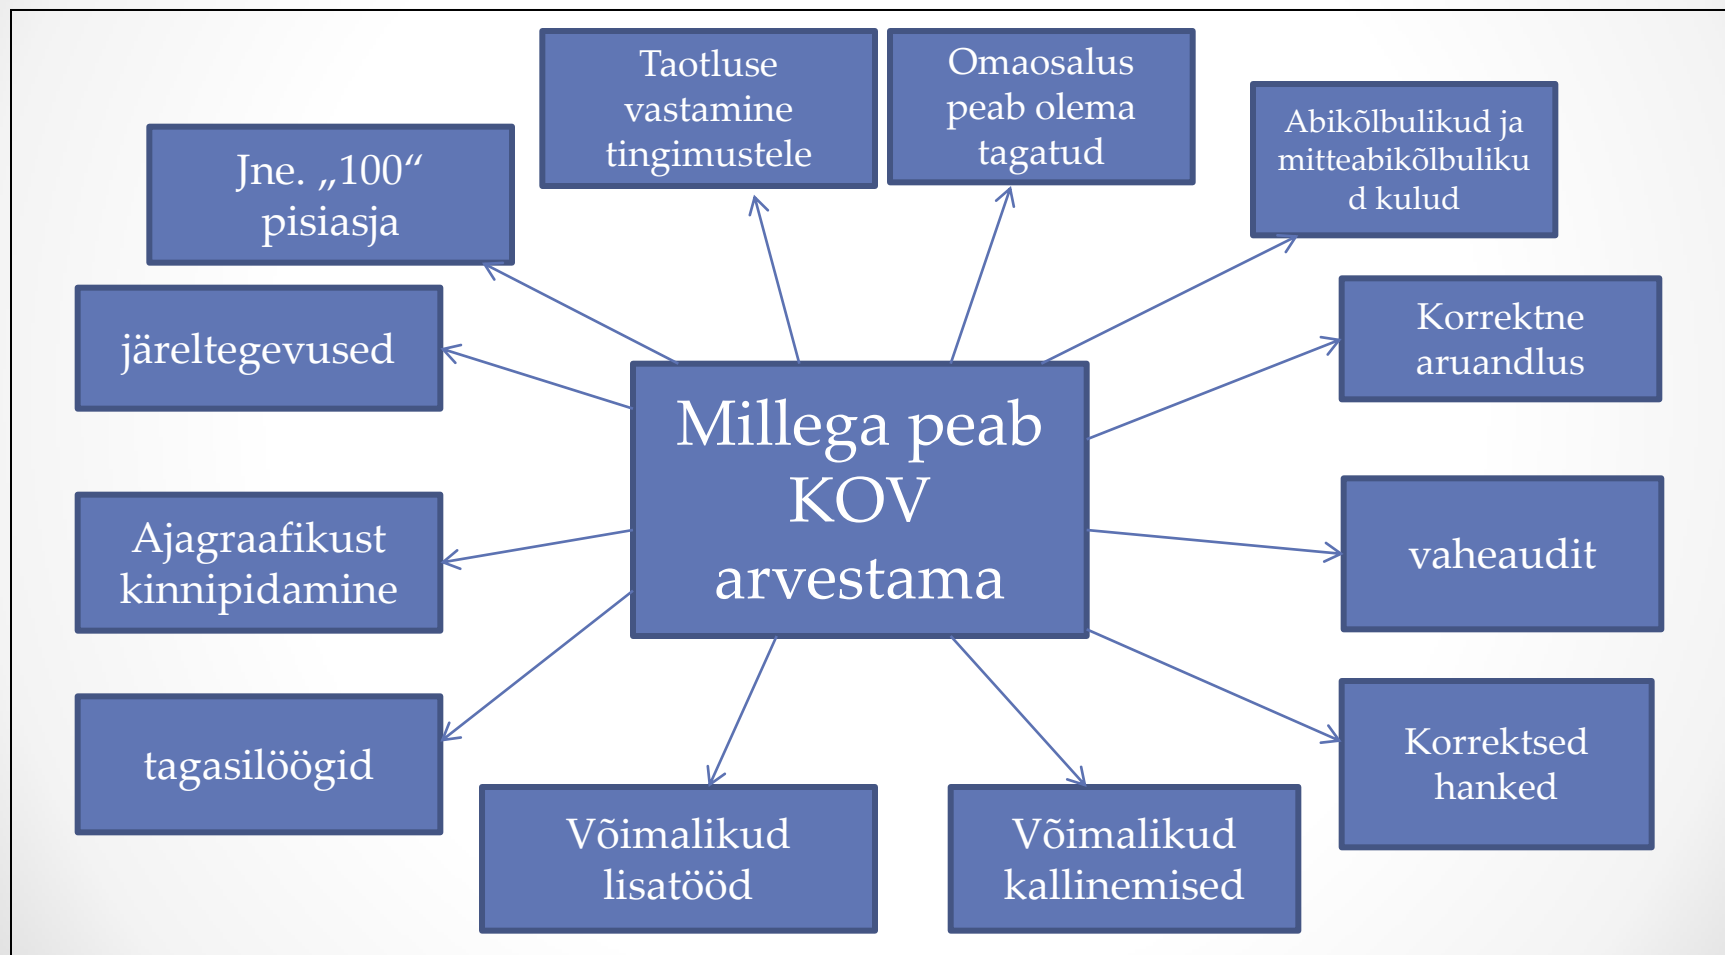 Taotluse
vastamine
tingimustele
Omaosalus
peab olema
tagatud
Abikõlbulikud ja
mitteabikõlbuliku
d kulud
Jne. „100“
pisiasja
järeltegevused
Korrektne
aruandlus
Millega peab
KOV
arvestama
Ajagraafikust
kinnipidamine
vaheaudit
tagasilöögid
Korrektsed
hanked
Võimalikud
lisatööd
Võimalikud
kallinemised